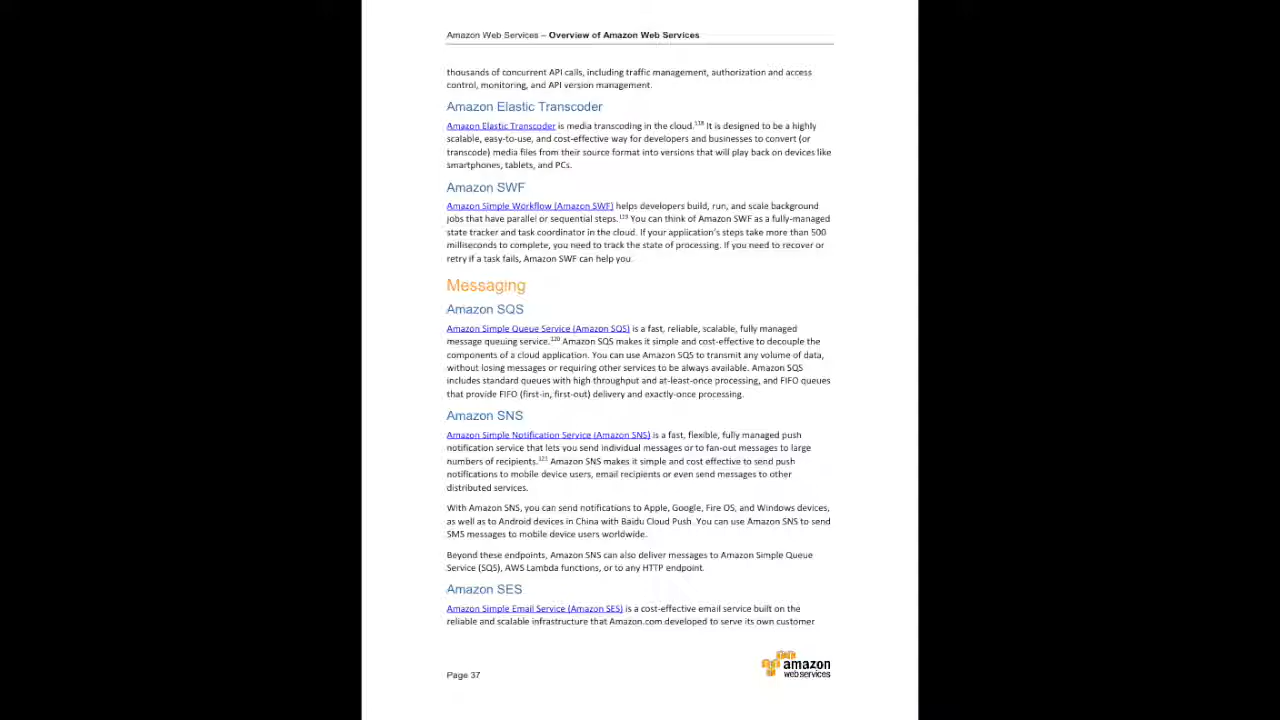 Amazon Web Services – Overview of Amazon Web Services
thousands of concurrent API calls, including traffic management, authorization and access
control, monitoring, and API version management.
Amazon Elastic Transcoder
Amazon Elastic Transcoder is media transcoding in the cloud.118 It is designed to be a highly
scalable, easy-to-use, and cost-effective way for developers and businesses to convert (or
transcode) media files from their source format into versions that will play back on devices like
smartphones, tablets, and PCs.
Amazon SWF
Amazon Simple Workflow (Amazon SWF) helps developers build, run, and scale background
jobs that have parallel or sequential steps.119 You can think of Amazon SWF as a fully-managed
state tracker and task coordinator in the cloud. If your application's steps take more than 500
milliseconds to complete, you need to track the state of processing. If you need to recover or
retry if a task fails, Amazon SWF can help you.
Messaging
Amazon SQS
Amazon Simple Queue Service (Amazon SQS) is a fast, reliable, scalable, fully managed
message queuing service.120 Amazon SQS makes it simple and cost-effective to decouple the
components of a cloud application. You can use Amazon SQS to transmit any volume of data,
without losing messages or requiring other services to be always available. Amazon SQS
includes standard queues with high throughput and at-least-once processing, and FIFO queues
that provide FIFO (first-in, first-out) delivery and exactly-once processing.
Amazon SNS
Amazon Simple Notification Service (Amazon SNS) is a fast, flexible, fully managed push
notification service that lets you send individual messages or to fan-out messages to large
numbers of recipients.121 Amazon SNS makes it simple and cost effective to send push
notifications to mobile device users, email recipients or even send messages to other
distributed services.
With Amazon SNS, you can send notifications to Apple, Google, Fire OS, and Windows devices,
as well as to Android devices in China with Baidu Cloud Push. You can use Amazon SNS to send
SMS messages to mobile device users worldwide.
Beyond these endpoints, Amazon SNS can also deliver messages to Amazon Simple Queue
Service (SQS), AWS Lambda functions, or to any HTTP endpoint.
Amazon SES
Amazon Simple Email Service (Amazon SES) is a cost-effective email service built on the
reliable and scalable infrastructure that Amazon.com developed to serve its own customer
Page 37
amazon
webservices